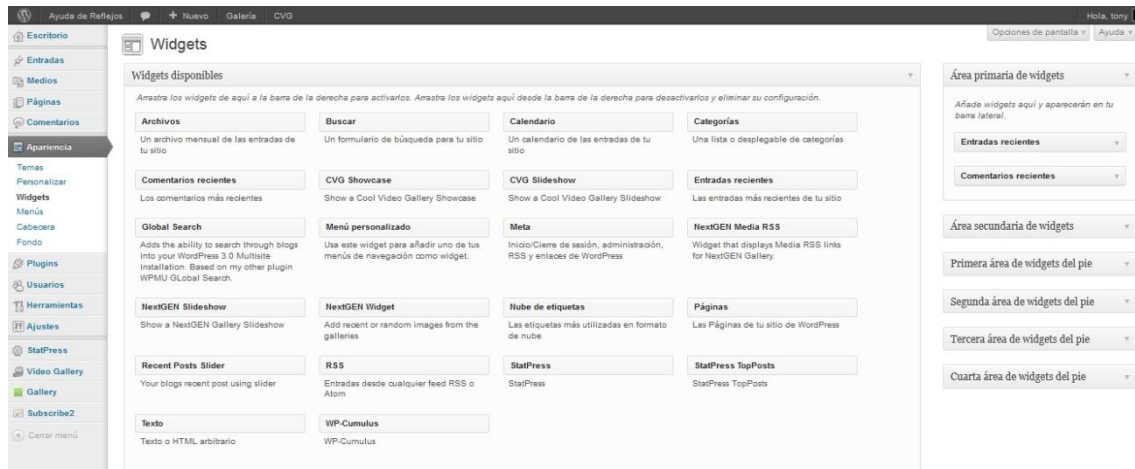 Ayuda de Reflejos + Nuevo Galería CVG Hola, tony
Opciones de pantalla Ayuda
Escritorio
Entradas
Medios
Páginas
Comentarios
Apariencia
Temas
Personalizar
Widgets
Menús
Cabecera
Fondo
Plugins
Usuarios
Herramientas
Ajustes
StatPress
Video Gallery
Gallery
Subscribe2
Cerrar menú
Widgets
Widgets disponibles
Arrastra los widgets de aquí a la barra de la derecha para activarlos. Arrastra los widgets aquí desde la barra de la derecha para desactivarlos y eliminar su configuración.
Archivos
Un archivo mensual de las entradas de
tu sitio
Buscar
Un formulario de búsqueda para tu sitio
Calendario
Un calendario de las entradas de tu
sitio
Categorías
Una lista o desplegable de categorías
Comentarios recientes
Los comentarios más recientes
CVG Showcase
Show a Cool Video Gallery Showcase
CVG Slideshow
Show a Cool Video Gallery Slideshow
Entradas recientes
Las entradas más recientes de tu sitio
Global Search
Adds the ability to search through blogs
into your WordPress 3.0 Multisite
installation. Based on my other plugin
WPMU GLobal Search.
Menú personalizado
Usa este widget para añadir uno de tus
menús de navegación como widget.
Meta
Inicio/Cierre de sesión, administración,
RSS y enlaces de WordPress
NextGEN Media RSS
Widget that displays Media RSS links
for NextGEN Gallery.
NextGEN Slideshow
Show a NextGEN Gallery Slideshow
NextGEN Widget
Add recent or random images from the
galleries
Nube de etiquetas
Las etiquetas más utilizadas en formato
de nube
Páginas
Las Páginas de tu sitio de WordPress
Recent Posts Slider
Your blogs recent post using slider
RSS
Entradas desde cualquier feed RSS o
Atom
StatPress
StatPress
StatPress TopPosts
StatPress TopPosts
Texto
Texto o HTML arbitrario
WP-Cumulus
WP-Cumulus
Área primaria de widgets
Añade widgets aquí y aparecerán en tu
barra lateral.
Entradas recientes
Comentarios recientes
Área secundaria de widgets
Primera área de widgets del pie
Segunda área de widgets del pie
Tercera área de widgets del pie
Cuarta área de widgets del pie